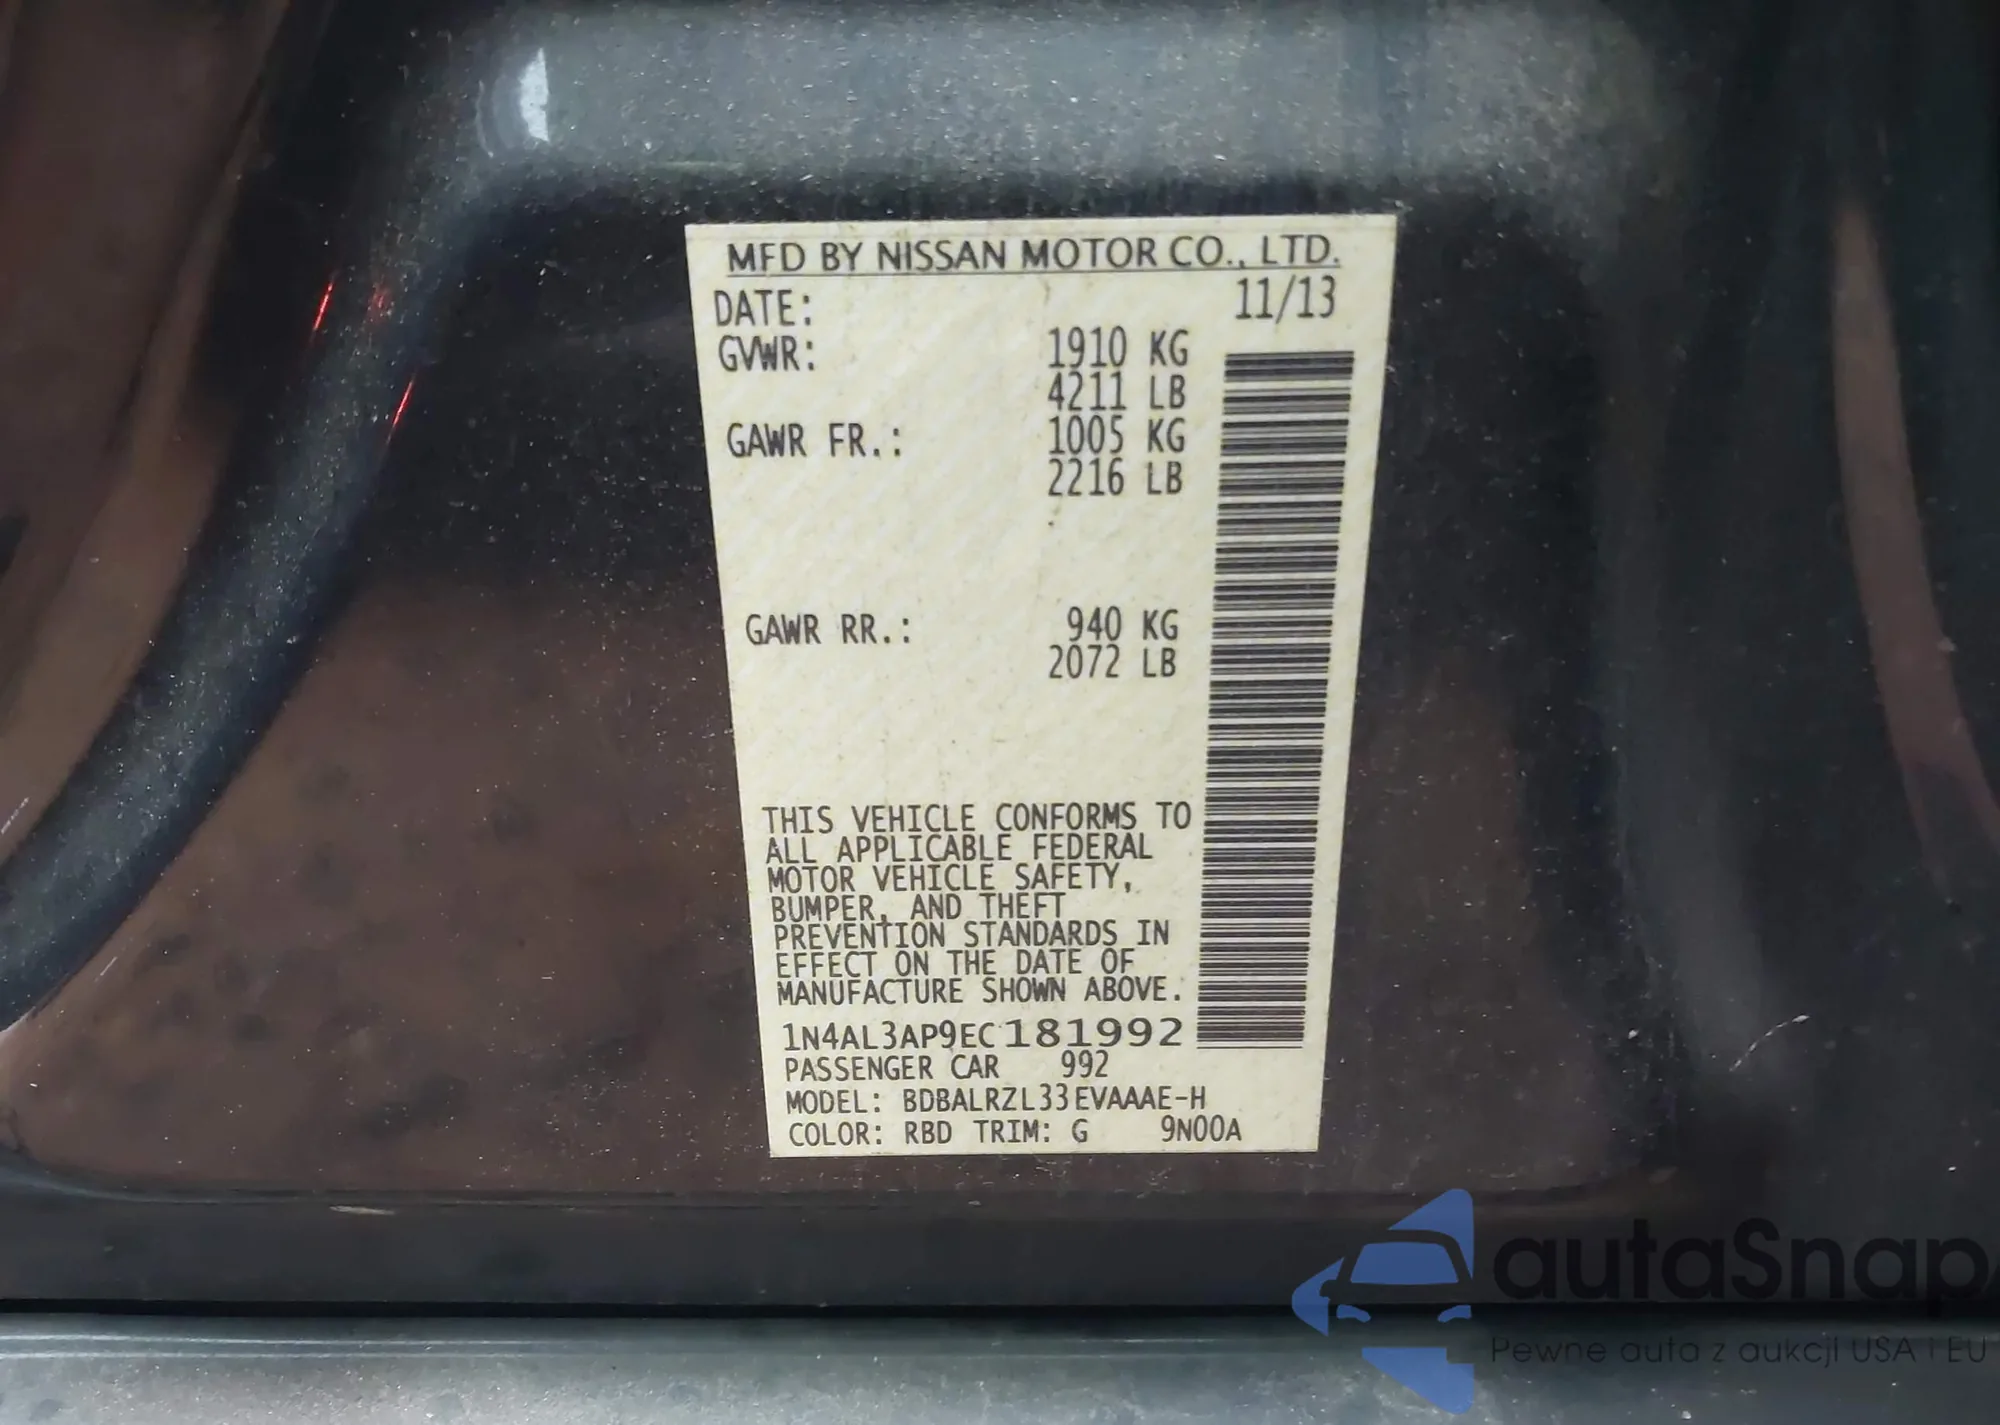 MFD BY NISSAN MOTOR CO., LTD.
DATE: 11/13
GVWR: 1910 KG
4211 LB
GAWR FR.: 1005 KG
2216 LB
GAWR RR.: 940 KG
2072 LB
THIS VEHICLE CONFORMS TO
ALL APPLICABLE FEDERAL
MOTOR VEHICLE SAFETY,
BUMPER, AND THEFT
PREVENTION STANDARDS IN
EFFECT ON THE DATE OF
MANUFACTURE SHOWN ABOVE.
1N4AL3AP9EC181992
PASSENGER CAR 992
MODEL: BDBALRZL33EVAAAE-H
COLOR: RBD TRIM: G 9N00A
autaSnap
Pewne auta z aukcji USA i EU